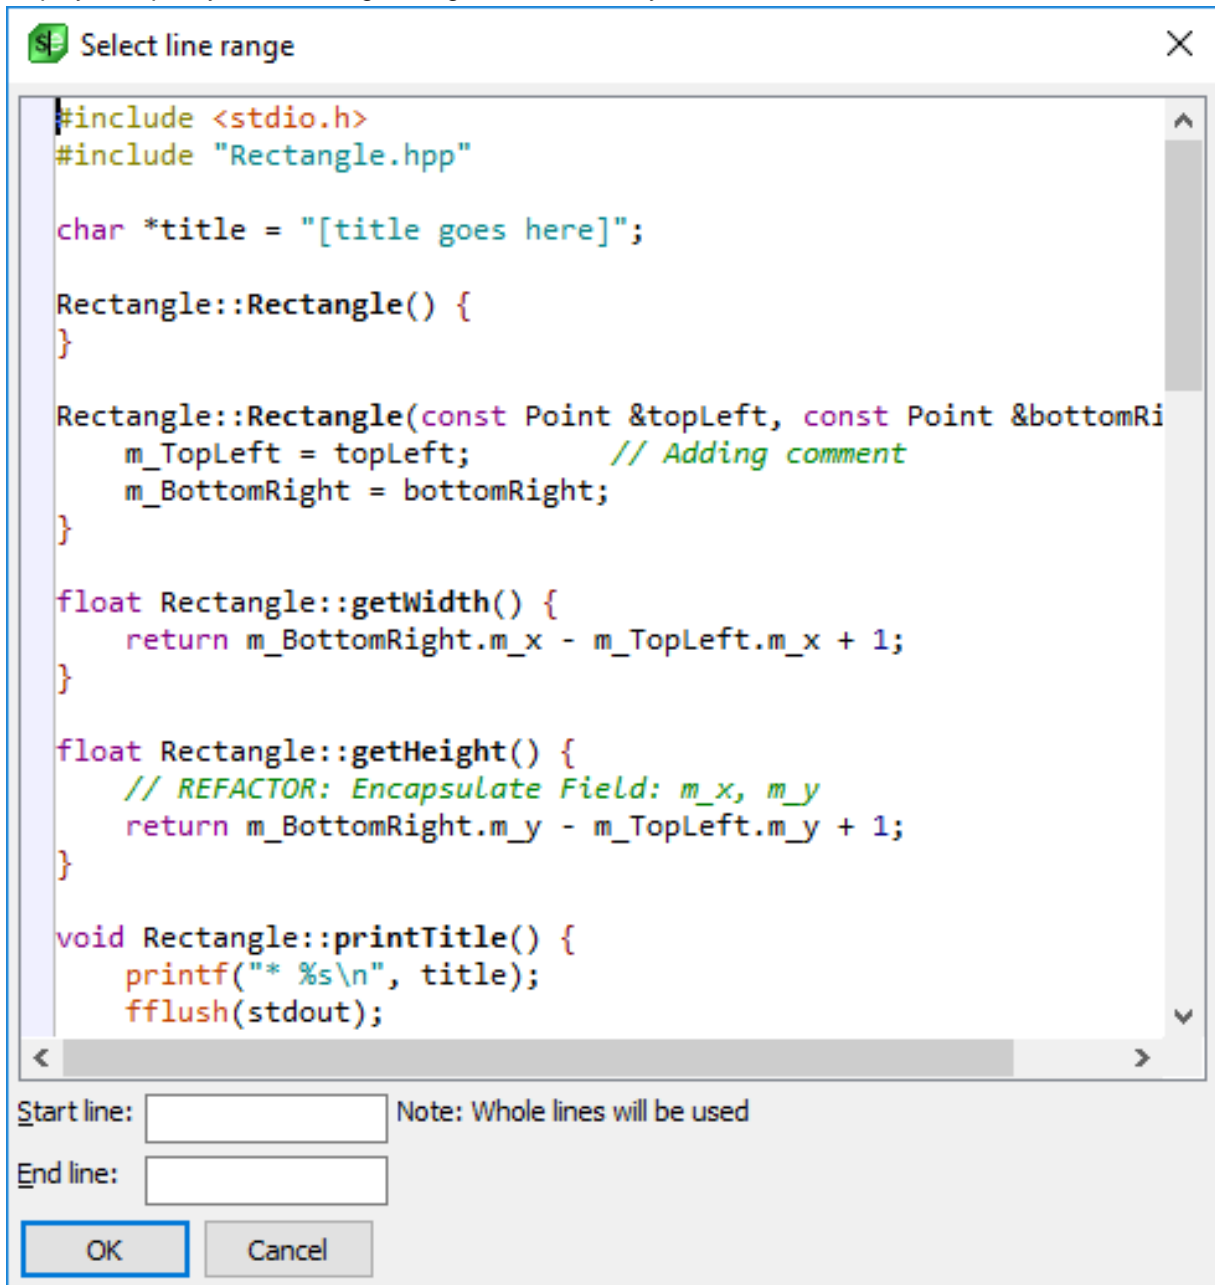 Select line range
#include <stdio.h>
#include "Rectangle.hpp"
char *title = "[title goes here]";
Rectangle::Rectangle() {
}
Rectangle::Rectangle(const Point &topLeft, const Point &bottomRi
    m_TopLeft = topLeft;        // Adding comment
    m_BottomRight = bottomRight;
}
float Rectangle::getWidth() {
    return m_BottomRight.m_x - m_TopLeft.m_x + 1;
}
float Rectangle::getHeight() {
    // REFACTOR: Encapsulate Field: m_x, m_y
    return m_BottomRight.m_y - m_TopLeft.m_y + 1;
}
void Rectangle::printTitle() {
    printf("* %s\n", title);
    fflush(stdout);
Start line:
Note: Whole lines will be used
End line:
OK
Cancel